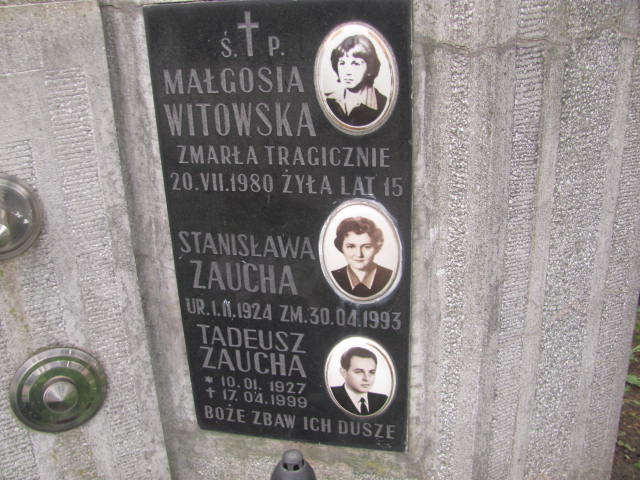 Ś. P.
MAŁGOSIA
WITOWSKA
ZMARŁA TRAGICZNIE
20.VII.1980 ŻYŁA LAT 15
STANISŁAWA
ZAUCHA
UR.1.II.1924 ZM.30.04.1993
TADEUSZ
ZAUCHA
* 10.01.1927
✝ 17.04.1999
BOŻE ZBAW ICH DUSZE